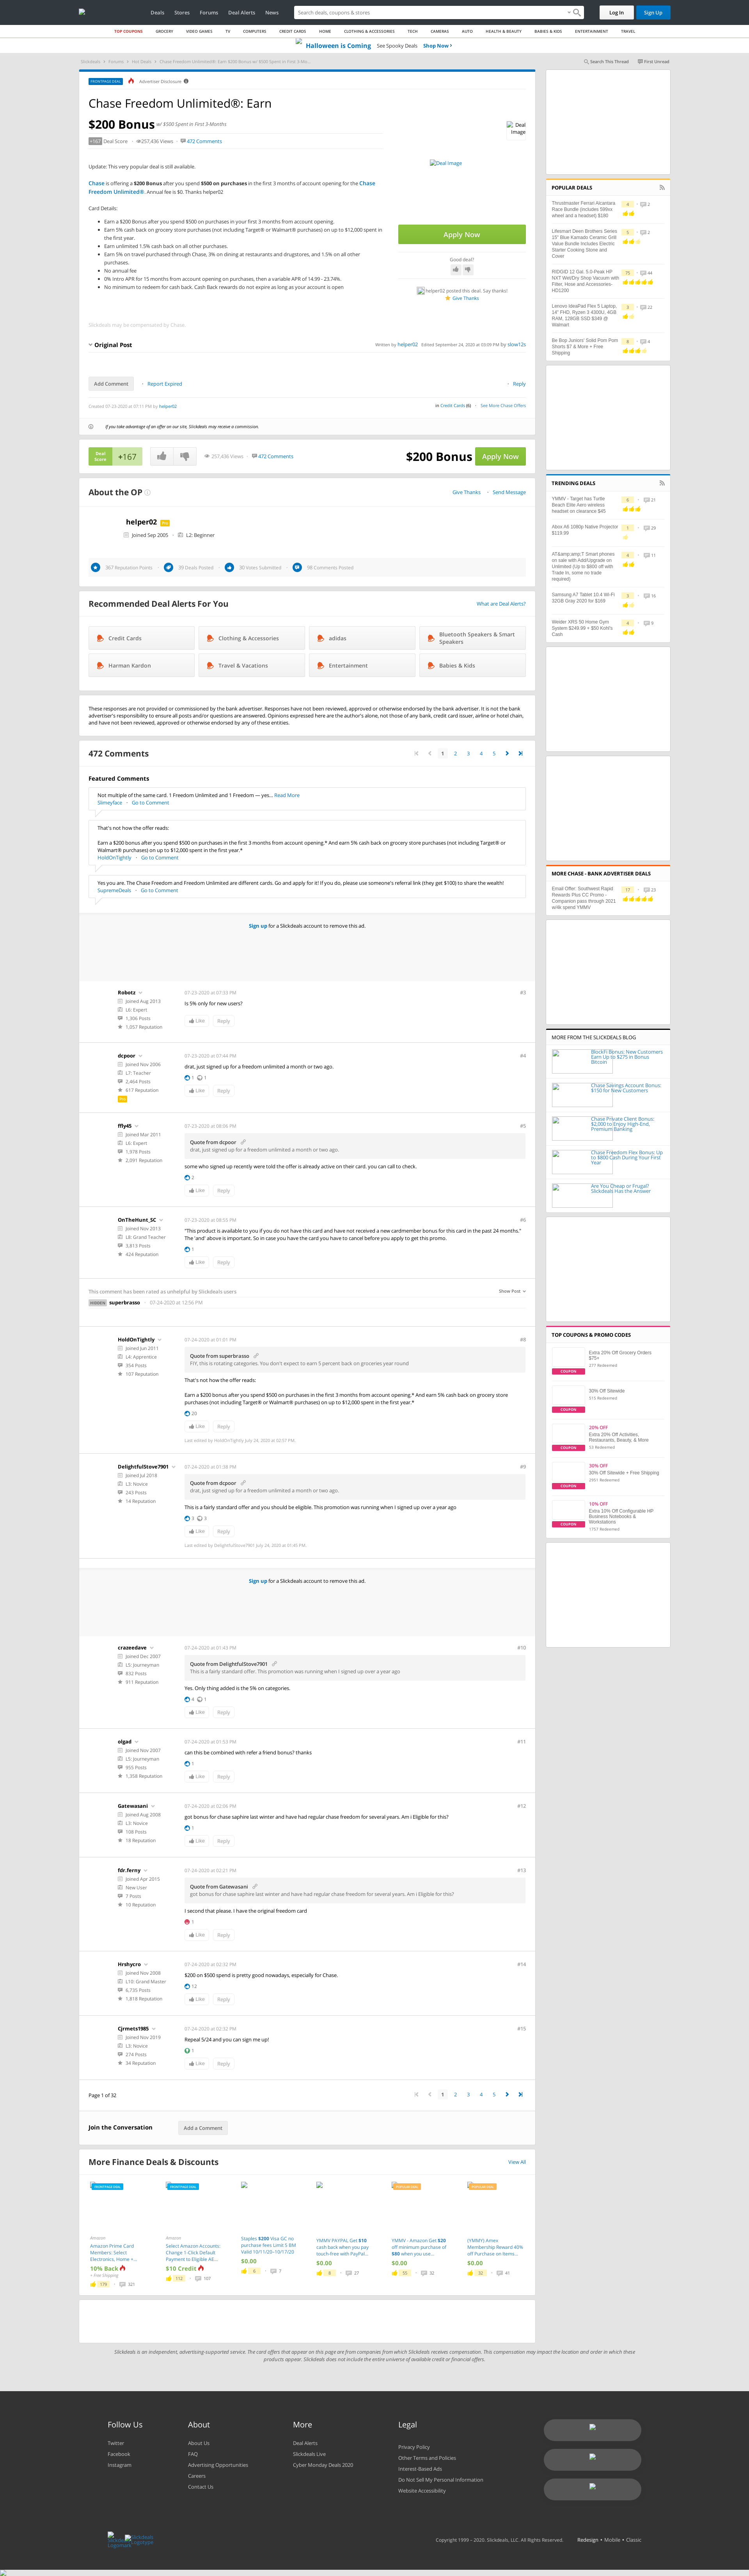 Deals Stores Forums Deal Alerts News Search deals, coupons & stores Log In Sign Up
TOP COUPONS GROCERY VIDEO GAMES TV COMPUTERS CREDIT CARDS HOME CLOTHING & ACCESSORIES TECH CAMERAS AUTO HEALTH & BEAUTY BABIES & KIDS ENTERTAINMENT TRAVEL
Halloween is Coming See Spooky Deals Shop Now
Slickdeals Forums Hot Deals Chase Freedom Unlimited®: Earn $200 Bonus w/ $500 Spent in First 3 Mo...
Search This Thread First Unread
FRONTPAGE DEAL Advertiser Disclosure
Chase Freedom Unlimited®: Earn
$200 Bonus w/ $500 Spent in First 3-Months
+167 Deal Score 257,436 Views 472 Comments
Deal image
Update: This very popular deal is still available.
Chase is offering a $200 Bonus after you spend $500 on purchases in the first 3 months of account opening for the Chase
Freedom Unlimited®. Annual fee is $0. Thanks helper02
Card Details:
Earn a $200 Bonus after you spend $500 on purchases in your first 3 months from account opening.
Earn 5% cash back on grocery store purchases (not including Target® or Walmart® purchases) on up to $12,000 spent in
the first year.
Earn unlimited 1.5% cash back on all other purchases.
Earn 5% on travel purchased through Chase, 3% on dining at restaurants and drugstores, and 1.5% on all other
purchases.
No annual fee
0% Intro APR for 15 months from account opening on purchases, then a variable APR of 14.99 - 23.74%.
No minimum to redeem for cash back. Cash Back rewards do not expire as long as your account is open
Deal Image
Apply Now
Good deal?
helper02 posted this deal. Say thanks!
Give Thanks
Slickdeals may be compensated by Chase.
Original Post Written by helper02 Edited September 24, 2020 at 03:09 PM by slow12s
Add Comment Report Expired Reply
Created 07-23-2020 at 07:11 PM by helper02 in Credit Cards (6) See More Chase Offers
If you take advantage of an offer on our site, Slickdeals may receive a commission.
Deal Score +167 257,436 Views 472 Comments $200 Bonus Apply Now
About the OP Give Thanks Send Message
helper02 Pro
Joined Sep 2005 L2: Beginner
367 Reputation Points 39 Deals Posted 30 Votes Submitted 98 Comments Posted
Recommended Deal Alerts For You What are Deal Alerts?
Credit Cards Clothing & Accessories adidas Bluetooth Speakers & Smart Speakers
Harman Kardon Travel & Vacations Entertainment Babies & Kids
These responses are not provided or commissioned by the bank advertiser. Responses have not been reviewed, approved or otherwise endorsed by the bank advertiser. It is not the bank
advertiser's responsibility to ensure all posts and/or questions are answered. Opinions expressed here are the author's alone, not those of any bank, credit card issuer, airline or hotel chain,
and have not been reviewed, approved or otherwise endorsed by any of these entities.
472 Comments 1 2 3 4 5
Featured Comments
Not multiple of the same card. 1 Freedom Unlimited and 1 Freedom — yes... Read More
Slimeyface Go to Comment
That's not how the offer reads:
Earn a $200 bonus after you spend $500 on purchases in the first 3 months from account opening.* And earn 5% cash back on grocery store purchases (not including Target® or
Walmart® purchases) on up to $12,000 spent in the first year.*
HoldOnTightly Go to Comment
Yes you are. The Chase Freedom and Freedom Unlimited are different cards. Go and apply for it! If you do, please use someone's referral link (they get $100) to share the wealth!
SupremeDeals Go to Comment
Sign up for a Slickdeals account to remove this ad.
Robotz 07-23-2020 at 07:33 PM #3
Joined Aug 2013
L6: Expert
1,306 Posts
1,057 Reputation
Is 5% only for new users?
Like Reply
dcpoor 07-23-2020 at 07:44 PM #4
Joined Nov 2006
L7: Teacher
2,464 Posts
617 Reputation
Pro
drat, just signed up for a freedom unlimited a month or two ago.
1 1
Like Reply
ffy45 07-23-2020 at 08:06 PM #5
Joined Mar 2011
L6: Expert
1,978 Posts
2,091 Reputation
Quote from dcpoor
drat, just signed up for a freedom unlimited a month or two ago.
some who signed up recently were told the offer is already active on their card. you can call to check.
2
Like Reply
OnTheHunt_SC 07-23-2020 at 08:55 PM #6
Joined Nov 2013
L8: Grand Teacher
3,813 Posts
424 Reputation
"This product is available to you if you do not have this card and have not received a new cardmember bonus for this card in the past 24 months."
The 'and' above is important. So in case you have the card you have to cancel before you apply to get this promo.
1
Like Reply
This comment has been rated as unhelpful by Slickdeals users Show Post
HIDDEN superbrasso 07-24-2020 at 12:56 PM
HoldOnTightly 07-24-2020 at 01:01 PM #8
Joined Jun 2011
L4: Apprentice
354 Posts
107 Reputation
Quote from superbrasso
FYI, this is rotating categories. You don't expect to earn 5 percent back on groceries year round
That's not how the offer reads:
Earn a $200 bonus after you spend $500 on purchases in the first 3 months from account opening.* And earn 5% cash back on grocery store
purchases (not including Target® or Walmart® purchases) on up to $12,000 spent in the first year.*
20
Like Reply
Last edited by HoldOnTightly July 24, 2020 at 02:57 PM.
DelightfulStove7901 07-24-2020 at 01:38 PM #9
Joined Jul 2018
L3: Novice
243 Posts
14 Reputation
Quote from dcpoor
drat, just signed up for a freedom unlimited a month or two ago.
This is a fairly standard offer and you should be eligible. This promotion was running when I signed up over a year ago
3 3
Like Reply
Last edited by DelightfulStove7901 July 24, 2020 at 01:45 PM.
Sign up for a Slickdeals account to remove this ad.
crazeedave 07-24-2020 at 01:43 PM #10
Joined Dec 2007
L5: Journeyman
832 Posts
911 Reputation
Quote from DelightfulStove7901
This is a fairly standard offer. This promotion was running when I signed up over a year ago
Yes. Only thing added is the 5% on categories.
4 1
Like Reply
olgad 07-24-2020 at 01:53 PM #11
Joined Nov 2007
L5: Journeyman
955 Posts
1,358 Reputation
can this be combined with refer a friend bonus? thanks
1
Like Reply
Gatewasani 07-24-2020 at 02:06 PM #12
Joined Aug 2008
L3: Novice
108 Posts
18 Reputation
got bonus for chase saphire last winter and have had regular chase freedom for several years. Am i Eligible for this?
1
Like Reply
fdr.ferny 07-24-2020 at 02:21 PM #13
Joined Apr 2015
New User
7 Posts
10 Reputation
Quote from Gatewasani
got bonus for chase saphire last winter and have had regular chase freedom for several years. Am i Eligible for this?
I second that please. I have the original freedom card
1
Like Reply
Hrshycro 07-24-2020 at 02:32 PM #14
Joined Nov 2008
L10: Grand Master
6,735 Posts
1,818 Reputation
$200 on $500 spend is pretty good nowadays, especially for Chase.
12
Like Reply
Cjrmets1985 07-24-2020 at 02:32 PM #15
Joined Nov 2019
L3: Novice
274 Posts
34 Reputation
Repeal 5/24 and you can sign me up!
1
Like Reply
Page 1 of 32 1 2 3 4 5
Join the Conversation Add a Comment
More Finance Deals & Discounts View All
FRONTPAGE DEAL
Amazon
Amazon Prime Card
Members: Select
Electronics, Home +...
10% Back
+ Free Shipping
179 321
FRONTPAGE DEAL
Amazon
Select Amazon Accounts:
Change 1-Click Default
Payment to Eligible AE...
$10 Credit
112 107
Staples $200 Visa GC no
purchase fees Limit 5 BM
Valid 10/11/20–10/17/20
$0.00
6 7
YMMV PAYPAL Get $10
cash back when you pay
touch-free with PayPal...
$0.00
8 27
POPULAR DEAL
YMMV - Amazon Get $20
off minimum purchase of
$80 when you use...
$0.00
55 32
POPULAR DEAL
(YMMV) Amex
Membership Reward 40%
off Purchase on items...
$0.00
32 41
Slickdeals is an independent, advertising-supported service. The card offers that appear on this page are from companies from which Slickdeals receives compensation. This compensation may impact the location and order in which these
products appear. Slickdeals does not include the entire universe of available credit or financial offers.
POPULAR DEALS
Thrustmaster Ferrari Alcantara
Race Bundle (includes 599xx
wheel and a headset) $180
4 2
Lifesmart Deen Brothers Series
15" Blue Kamado Ceramic Grill
Value Bundle includes Electric
Starter Cooking Stone and
Cover
5 2
RIDGID 12 Gal. 5.0-Peak HP
NXT Wet/Dry Shop Vacuum with
Filter, Hose and Accessories-
HD1200
75 44
Lenovo IdeaPad Flex 5 Laptop,
14" FHD, Ryzen 3 4300U, 4GB
RAM, 128GB SSD $349 @
Walmart
3 22
Be Bop Juniors' Solid Pom Pom
Shorts $7 & More + Free
Shipping
8 4
TRENDING DEALS
YMMV - Target has Turtle
Beach Elite Aero wireless
headset on clearance $45
6 21
Abox A6 1080p Native Projector
$119.99
1 29
AT&amp;amp;T Smart phones
on sale with Add/Upgrade on
Unlimited (Up to $800 off with
Trade In, some no trade
required)
4 11
Samsung A7 Tablet 10.4 Wi-Fi
32GB Gray 2020 for $169
3 16
Weider XRS 50 Home Gym
System $249.99 + $50 Kohl's
Cash
4 9
MORE CHASE - BANK ADVERTISER DEALS
Email Offer: Southwest Rapid
Rewards Plus CC Promo -
Companion pass through 2021
w/4k spend YMMV
17 23
MORE FROM THE SLICKDEALS BLOG
BlockFi Bonus: New Customers
Earn Up to $275 in Bonus
Bitcoin
Chase Savings Account Bonus:
$150 for New Customers
Chase Private Client Bonus:
$2,000 to Enjoy High-End,
Premium Banking
Chase Freedom Flex Bonus: Up
to $800 Cash During Your First
Year
Are You Cheap or Frugal?
Slickdeals Has the Answer
TOP COUPONS & PROMO CODES
Extra 20% Off Grocery Orders
$75+
277 Redeemed
COUPON
30% Off Sitewide
515 Redeemed
COUPON
20% OFF
Extra 20% Off Activities,
Restaurants, Beauty, & More
33 Redeemed
COUPON
30% OFF
30% Off Sitewide + Free Shipping
2551 Redeemed
COUPON
10% OFF
Extra 10% Off Configurable HP
Business Notebooks &
Workstations
1757 Redeemed
COUPON
Follow Us
Twitter
Facebook
Instagram
About
About Us
FAQ
Advertising Opportunities
Careers
Contact Us
More
Deal Alerts
Slickdeals Live
Cyber Monday Deals 2020
Legal
Privacy Policy
Other Terms and Policies
Interest-Based Ads
Do Not Sell My Personal Information
Website Accessibility
Copyright 1999 – 2020, Slickdeals, LLC. All Rights Reserved. Redesign • Mobile • Classic